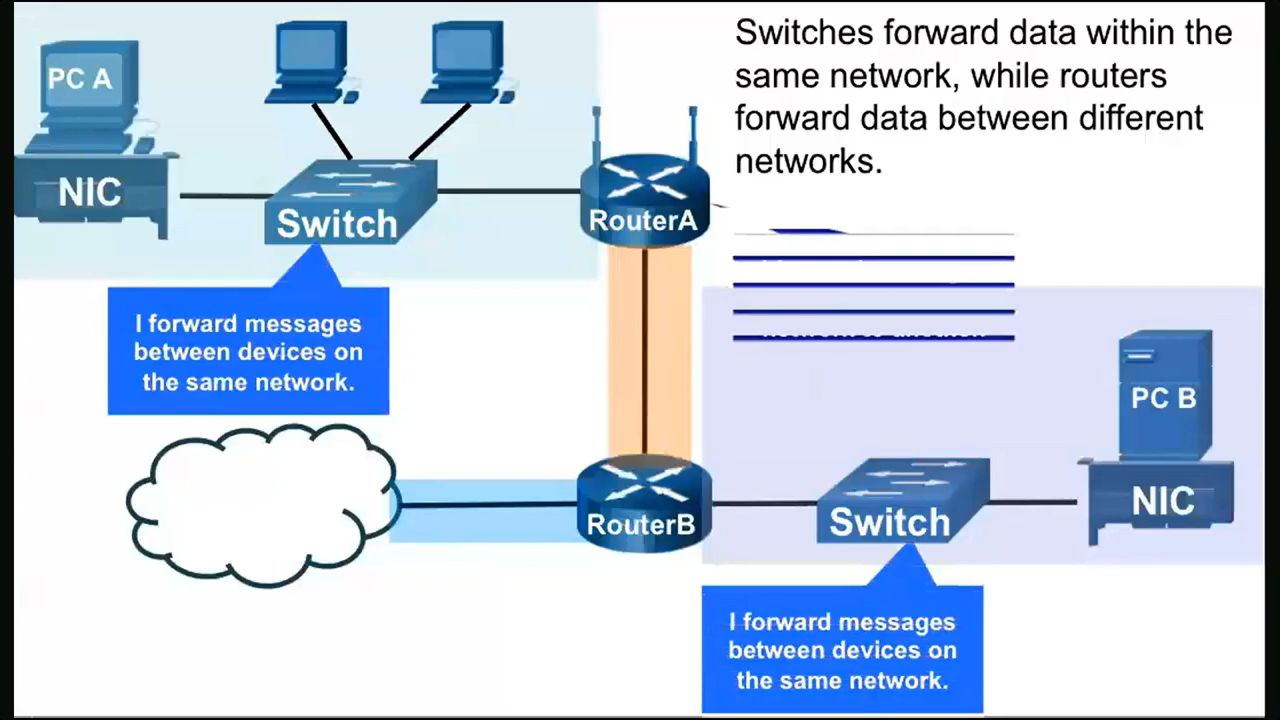 Switches forward data within the
same network, while routers
forward data between different
networks.
PC A
NIC
Switch
RouterA
I forward messages
between devices on
the same network.
PC B
NIC
RouterB
Switch
I forward messages
between devices on
the same network.